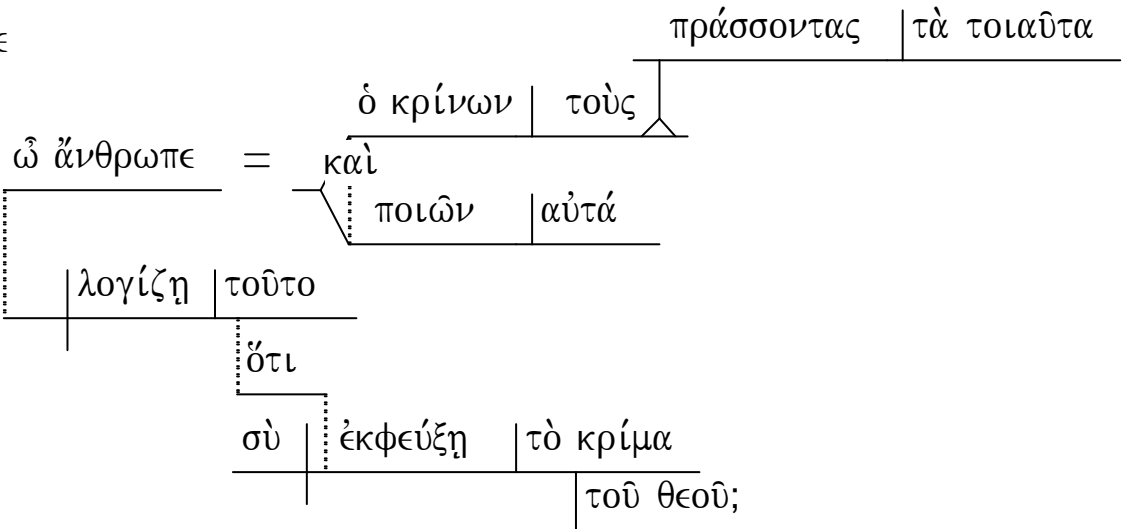 πράσσοντας τὰ τοιαῦτα
ε
ὁ κρίνων τοὺς
ὦ ἄνθρωπε = καὶ
ποιῶν αὐτά
λογίζῃ τοῦτο
ὅτι
σὺ ἐκφεύξῃ τὸ κρίμα
τοῦ θεοῦ;